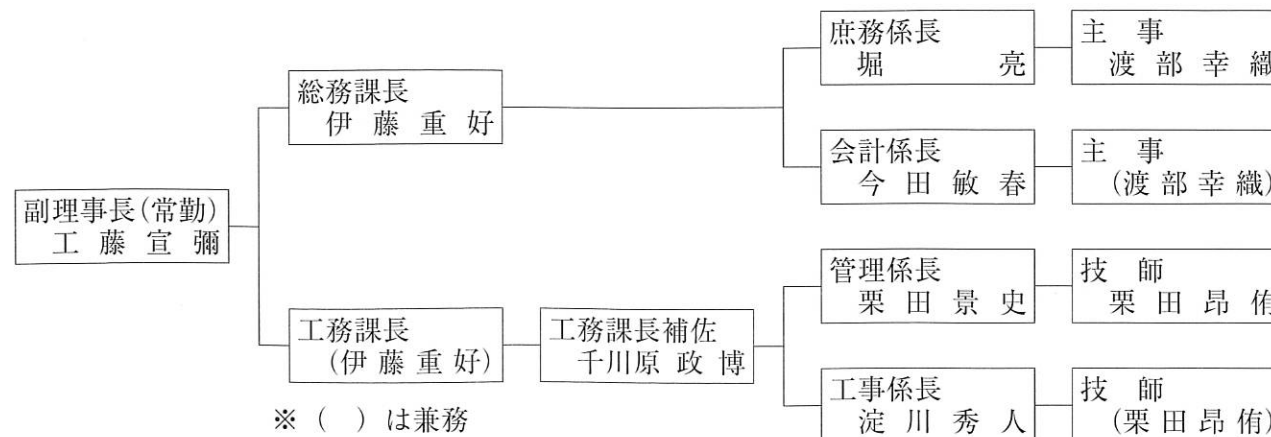 副理事長(常勤)
工藤宣彌
総務課長
伊藤重好
庶務係長
堀亮
主事
渡部幸織
会計係長
今田敏春
主事
(渡部幸織)
工務課長
(伊藤重好)
工務課長補佐
千川原政博
管理係長
栗田景史
技師
栗田昂侑
工事係長
淀川秀人
技師
(栗田昂侑)
※( )は兼務